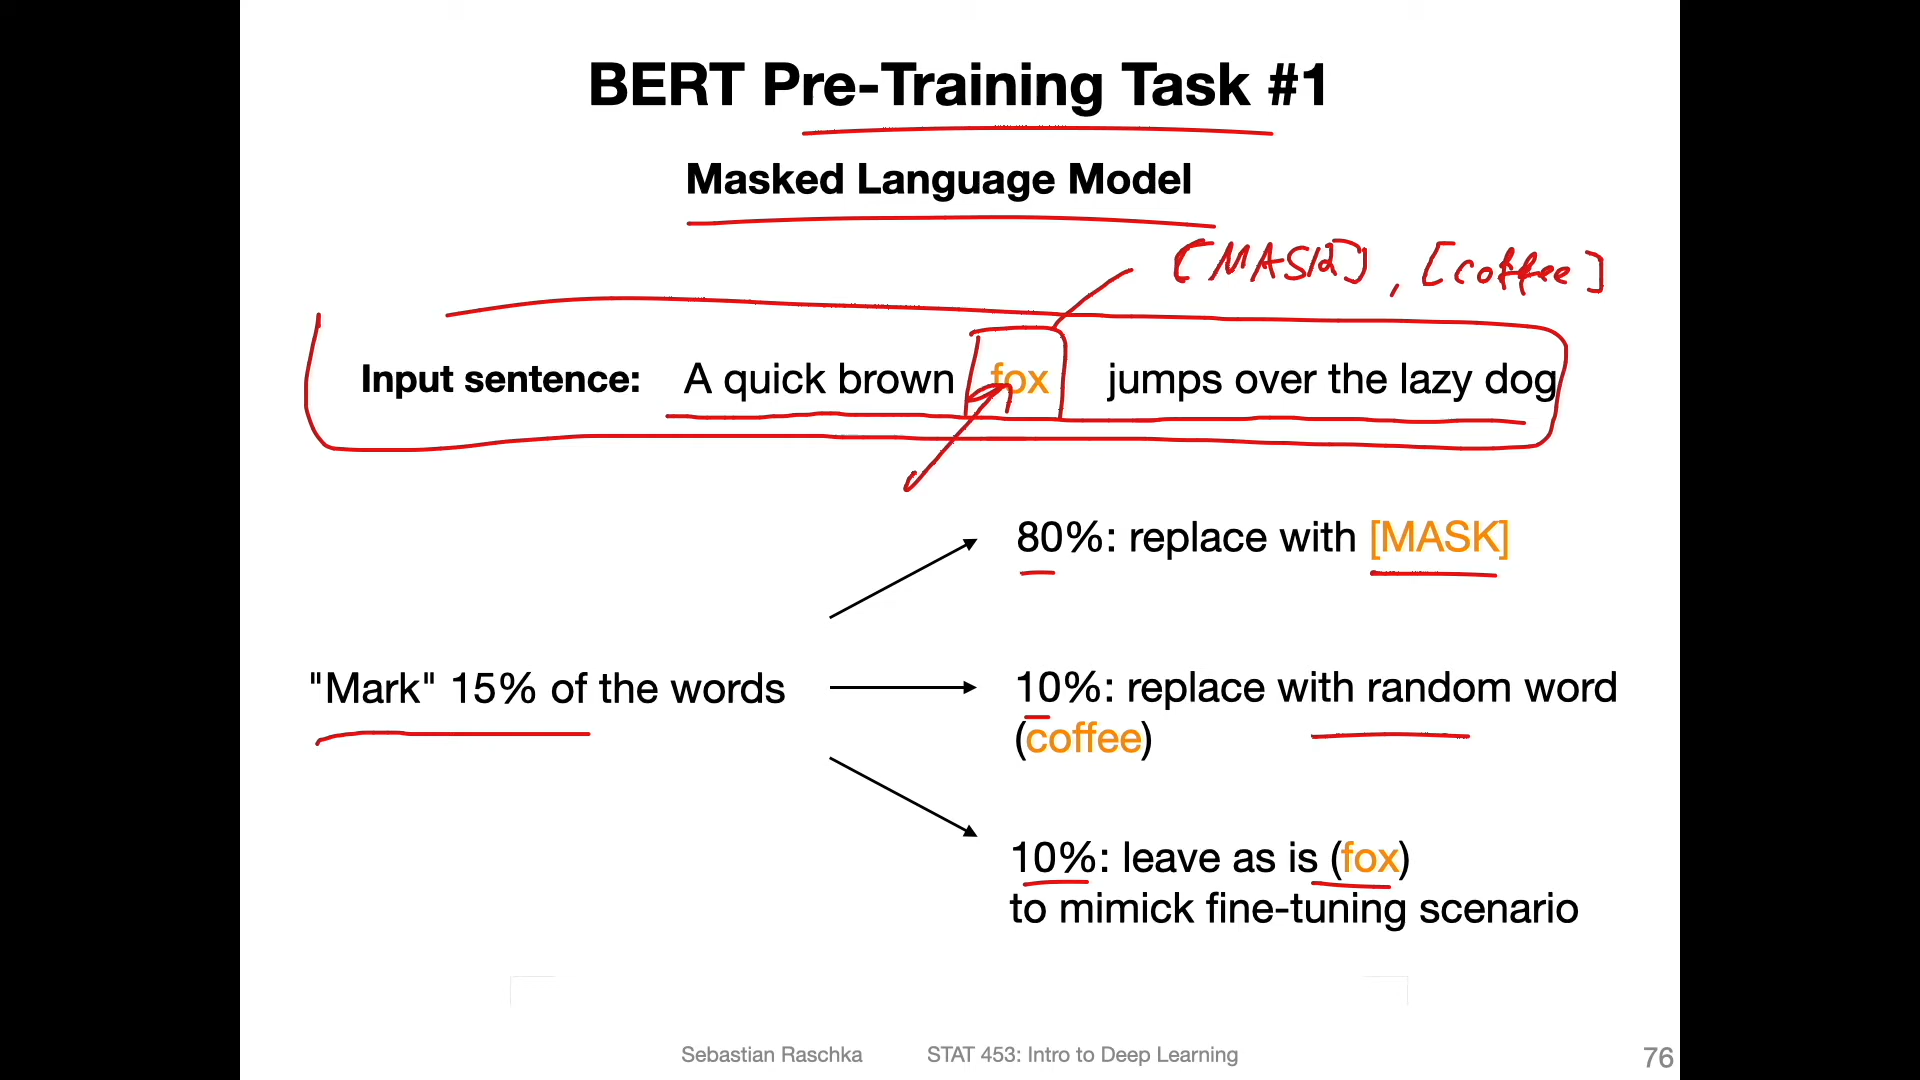 BERT Pre-Training Task #1
Masked Language Model
[MASK], [coffee]
Input sentence: A quick brown fox jumps over the lazy dog
80%: replace with [MASK]
"Mark" 15% of the words
10%: replace with random word
(coffee)
10%: leave as is (fox)
to mimick fine-tuning scenario
Sebastian Raschka STAT 453: Intro to Deep Learning 76